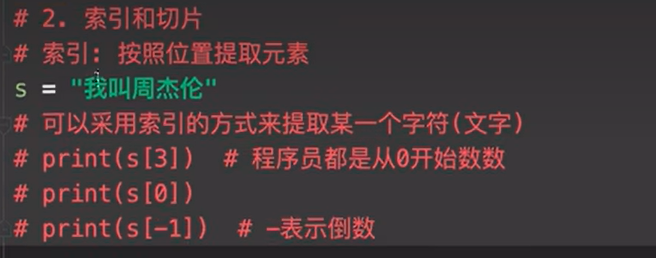 # 2. 索引和切片
# 索引: 按照位置提取元素
s = "我叫周杰伦"
# 可以采用索引的方式来提取某一个字符(文字)
# print(s[3])  # 程序员都是从0开始数数
# print(s[0])
# print(s[-1])  # -表示倒数